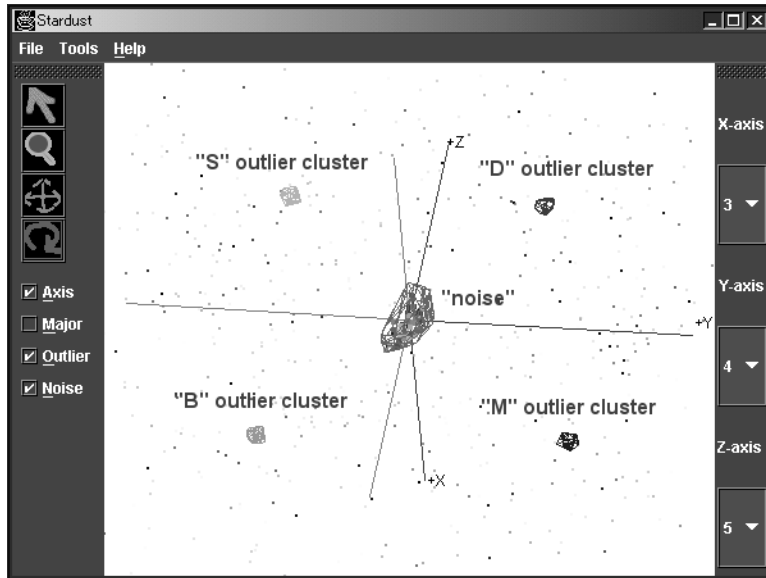 Stardust
File Tools Help
Axis
Major
Outlier
Noise
"S" outlier cluster
+Z
"D" outlier cluster
"noise"
+Y
"B" outlier cluster
"M" outlier cluster
+X
X-axis
3
Y-axis
4
Z-axis
5